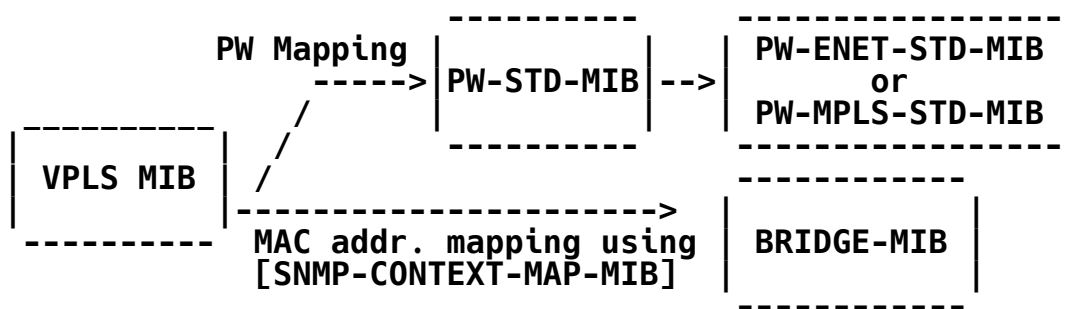 PW Mapping
PW-ENET-STD-MIB
----->|PW-STD-MIB|-->| or
PW-MPLS-STD-MIB
VPLS MIB
MAC addr. mapping using
BRIDGE-MIB
[SNMP-CONTEXT-MAP-MIB]